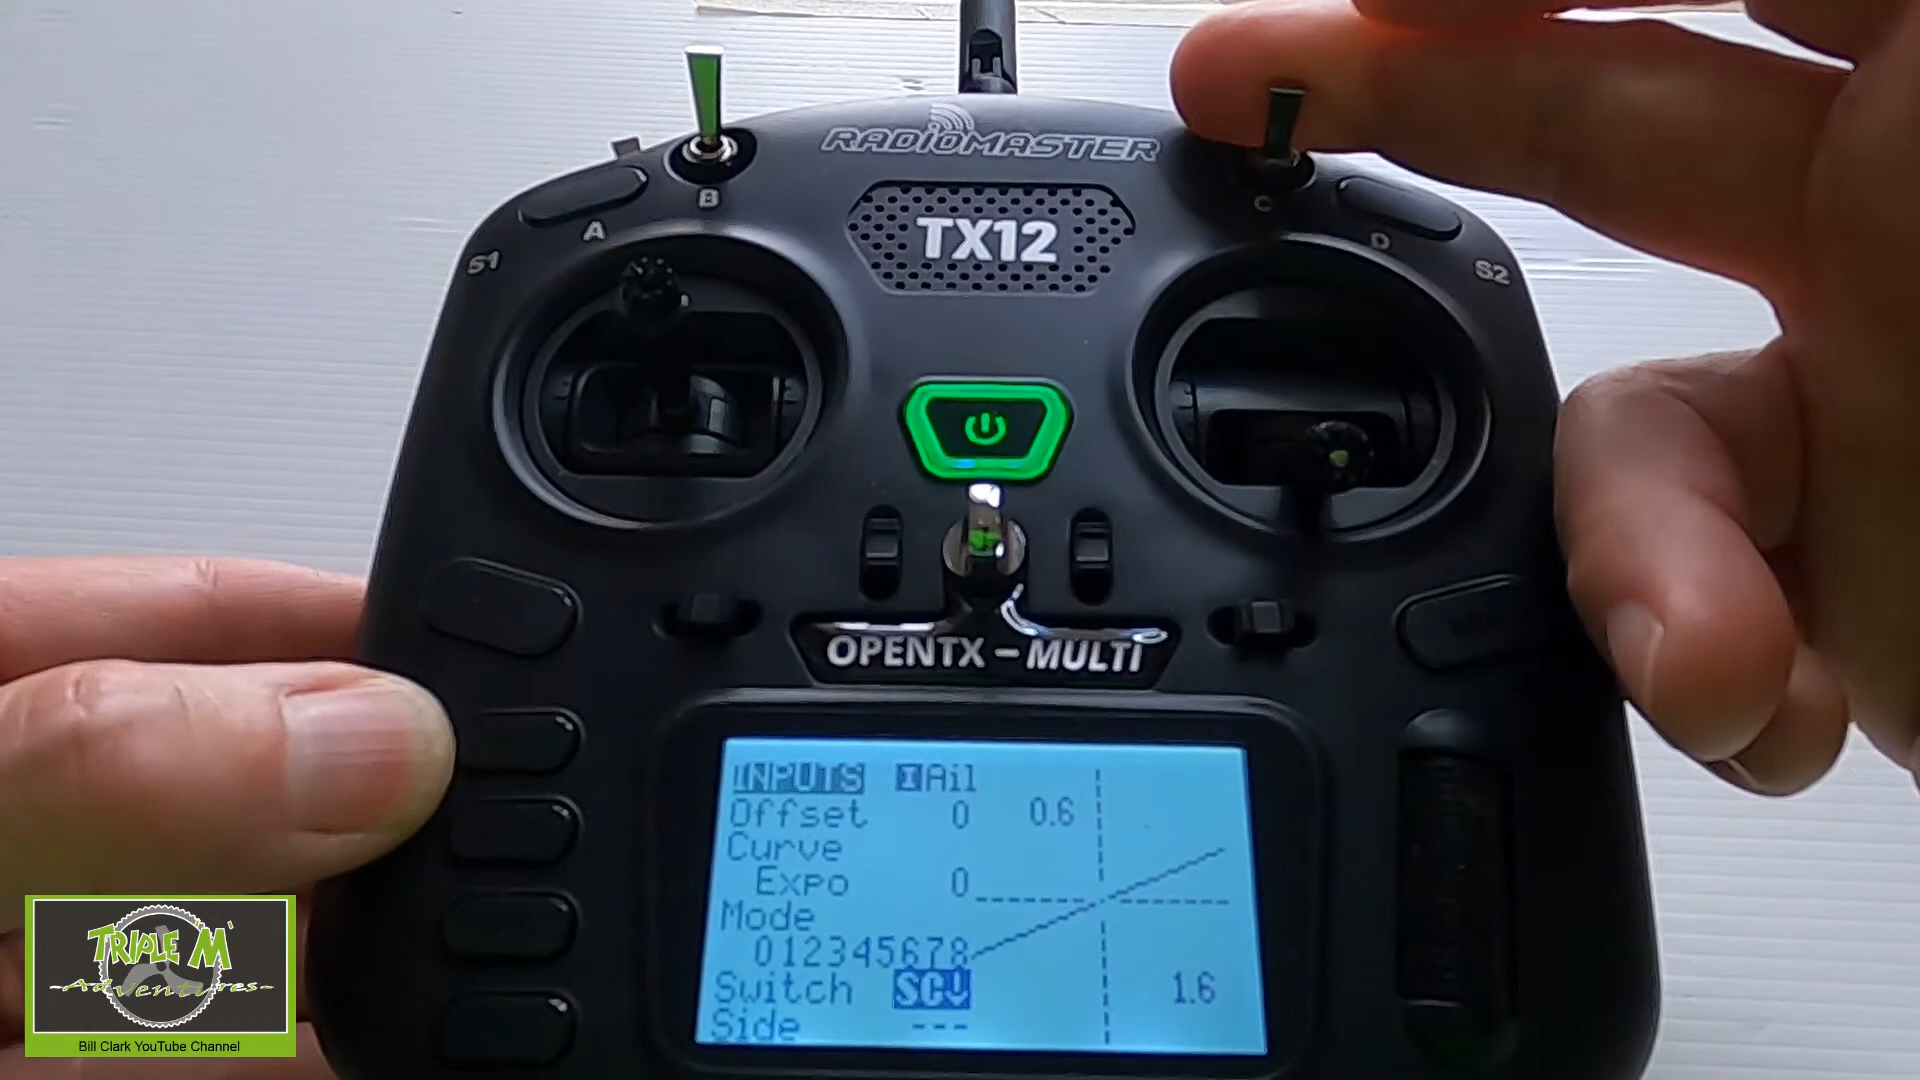 RADIOMASTER
B
C
A
D
S1
S2
TX12
OPENTX - MULTI
INPUTS I Ail
Offset 0 0.6
Curve
Expo 0
Mode
012345678
Switch SC↓ 1.6
Side ---
TRIPLE M
-Adventures-
Bill Clark YouTube Channel